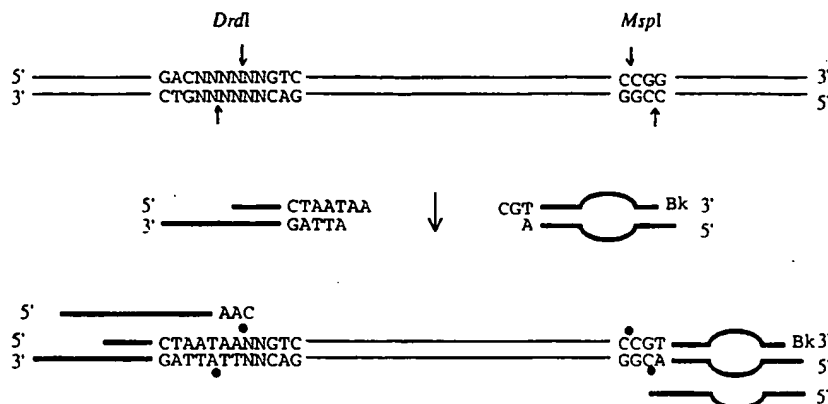 DrdI MspI
5' GACNNNNNNGTC CCGG 3'
3' CTGNNNNNNCAG GGCC 5'
5' CTAATAA CGT Bk 3'
3' GATTA A 5'
5' AAC
5' CTAATAANNGTC CCGT Bk 3'
3' GATTATTNNCAG GGCA 5'
5'